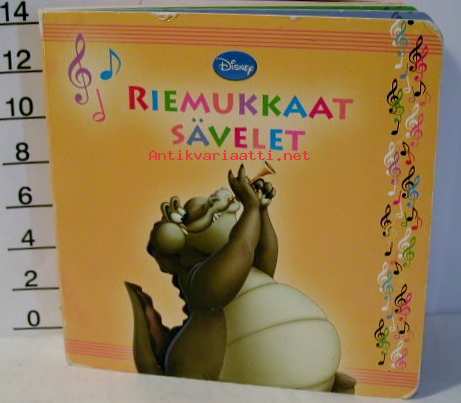 14
12
10
8
6
4
2
0
Disney
RIEMUKKAAT
SÄVELET
Antikvariaatti.net